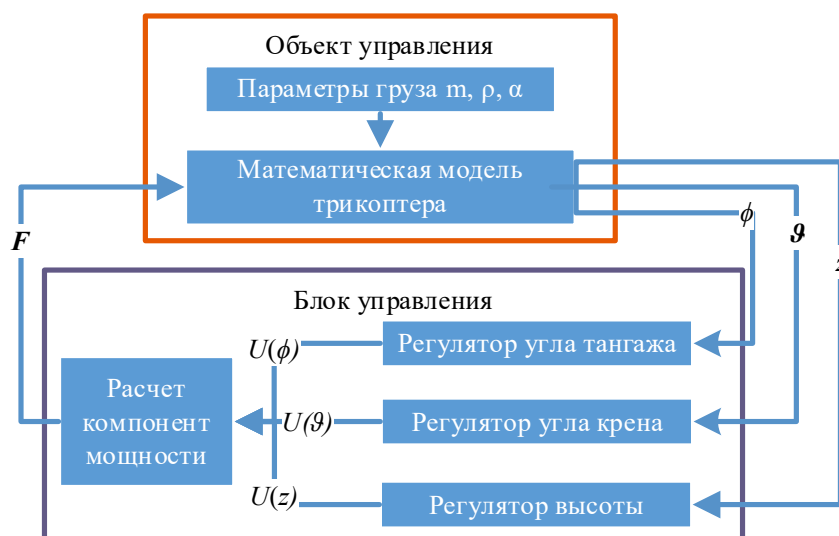 Объект управления
Параметры груза m, ρ, α
Математическая модель
трикоптера
ϕ
ϑ
z
F
Блок управления
U(ϕ)
Регулятор угла тангажа
Расчет
компонент
мощности
U(ϑ)
Регулятор угла крена
U(z)
Регулятор высоты